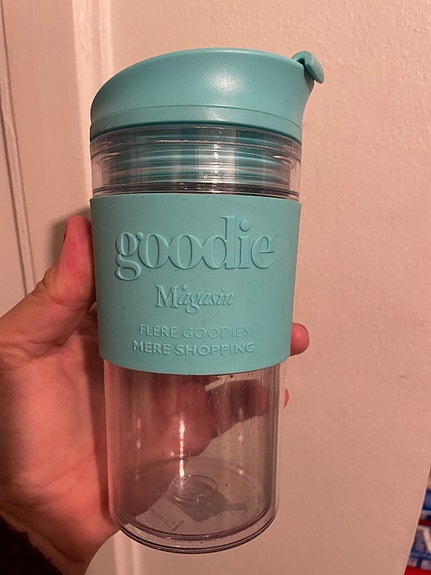 goodie
Magasin
FLERE GOODIES
MERE SHOPPING